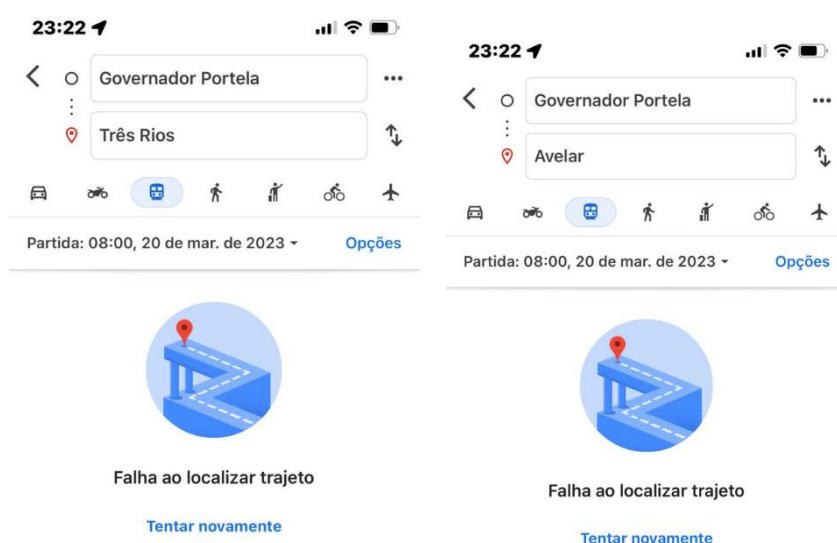 23:22
Governador Portela
Três Rios
Partida: 08:00, 20 de mar. de 2023
Opções
Falha ao localizar trajeto
Tentar novamente
23:22
Governador Portela
Avelar
Partida: 08:00, 20 de mar. de 2023
Opções
Falha ao localizar trajeto
Tentar novamente